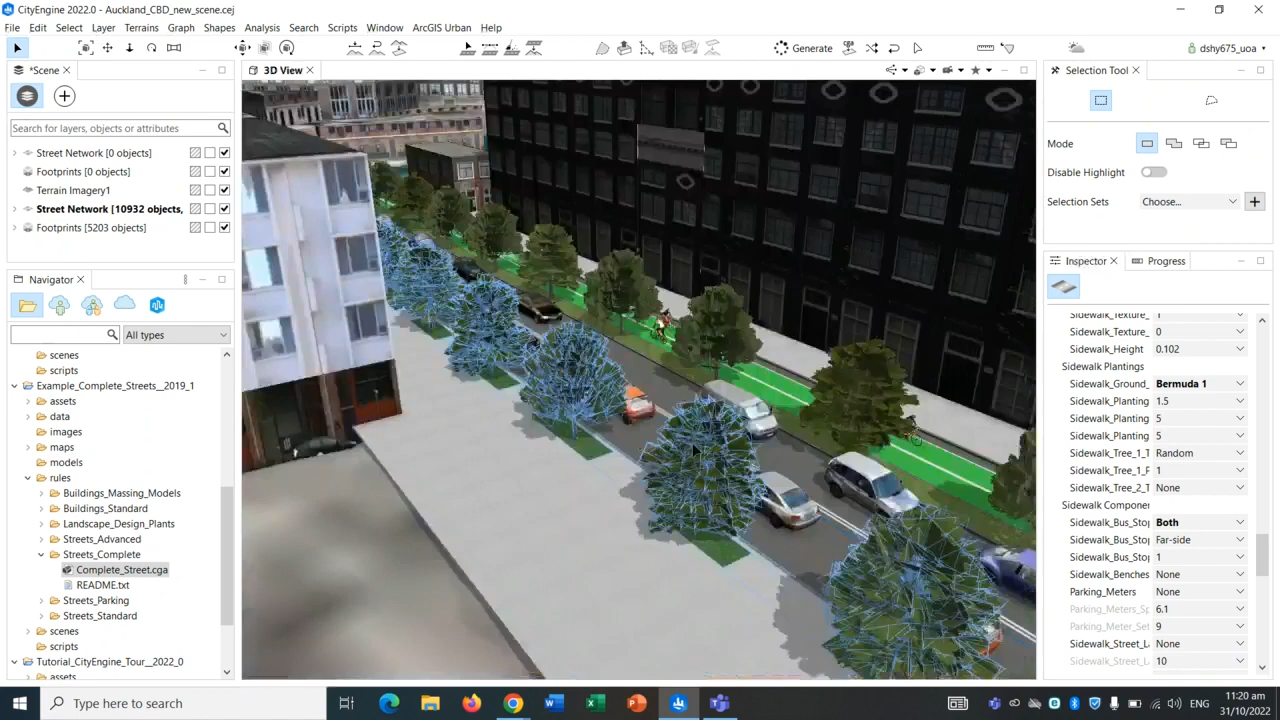 CityEngine 2022.0 - Auckland_CBD_new_scene.cej
File Edit Select Layer Terrains Graph Shapes Analysis Search Scripts Window ArcGIS Urban Help
Generate
dshy675_uoa
*Scene
Search for layers, objects or attributes
Street Network [0 objects]
Footprints [0 objects]
Terrain Imagery1
Street Network [10932 objects,
Footprints [5203 objects]
Navigator
All types
scenes
scripts
Example_Complete_Streets__2019_1
assets
data
images
maps
models
rules
Buildings_Massing_Models
Buildings_Standard
Landscape_Design_Plants
Streets_Advanced
Streets_Complete
Complete_Street.cga
README.txt
Streets_Parking
Streets_Standard
scenes
scripts
Tutorial_CityEngine_Tour__2022_0
assets
3D View
Selection Tool
Mode
Disable Highlight
Selection Sets Choose...
Inspector Progress
Sidewalk_Texture_ 1
Sidewalk_Texture_ 0
Sidewalk_Height 0.102
Sidewalk Plantings
Sidewalk_Ground_ Bermuda 1
Sidewalk_Planting 1.5
Sidewalk_Planting 5
Sidewalk_Planting 5
Sidewalk_Tree_1_T Random
Sidewalk_Tree_1_F 1
Sidewalk_Tree_2_T None
Sidewalk Component
Sidewalk_Bus_Stop Both
Sidewalk_Bus_Stop Far-side
Sidewalk_Bus_Stop 1
Sidewalk_Benches None
Parking_Meters None
Parking_Meters_Sp 6.1
Parking_Meter_Set 9
Sidewalk_Street_L None
Sidewalk_Street_L 10
Type here to search
ENG
11:20 am
31/10/2022